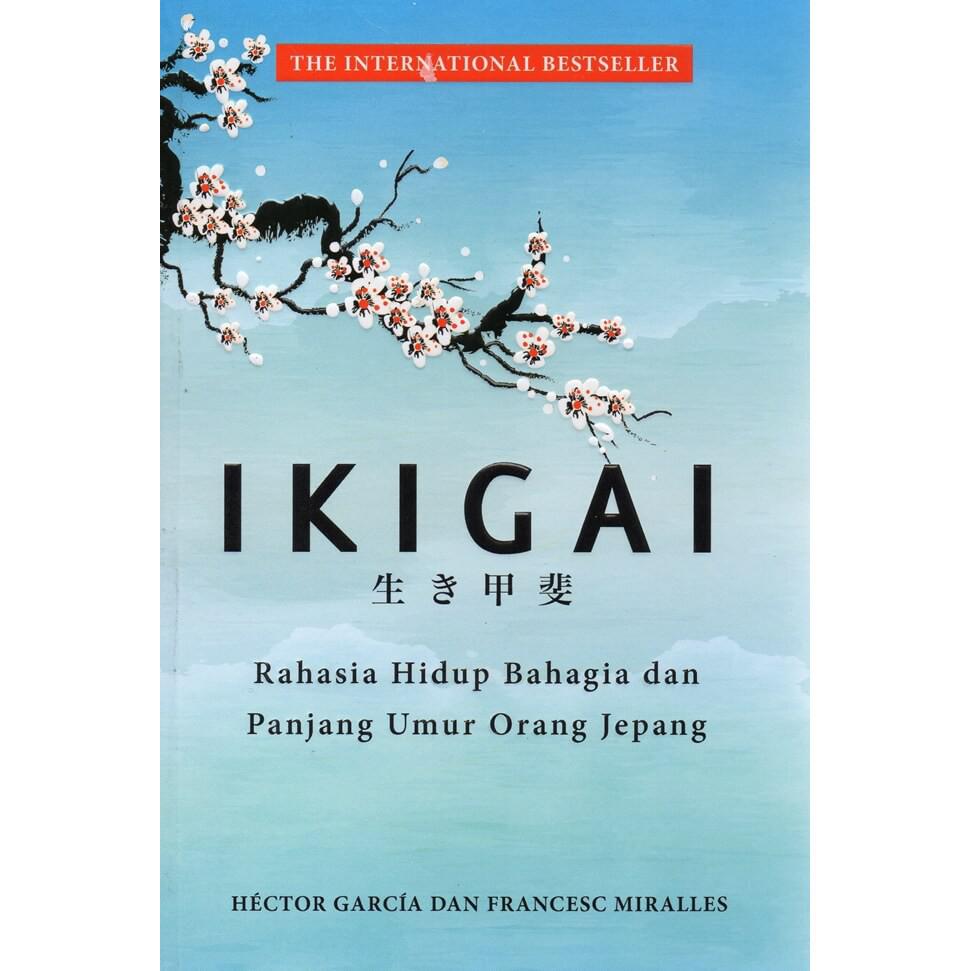 THE INTERNATIONAL BESTSELLER
IKIGAI
生き甲斐
Rahasia Hidup Bahagia dan
Panjang Umur Orang Jepang
HÉCTOR GARCÍA DAN FRANCESC MIRALLES